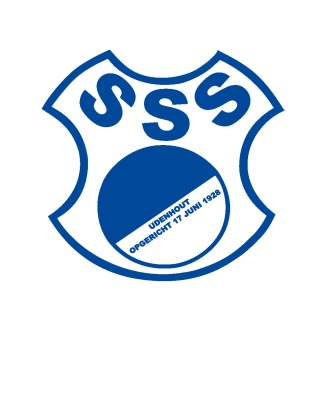 SSS
UDENHOUT
OPGERICHT 17 JUNI 1928